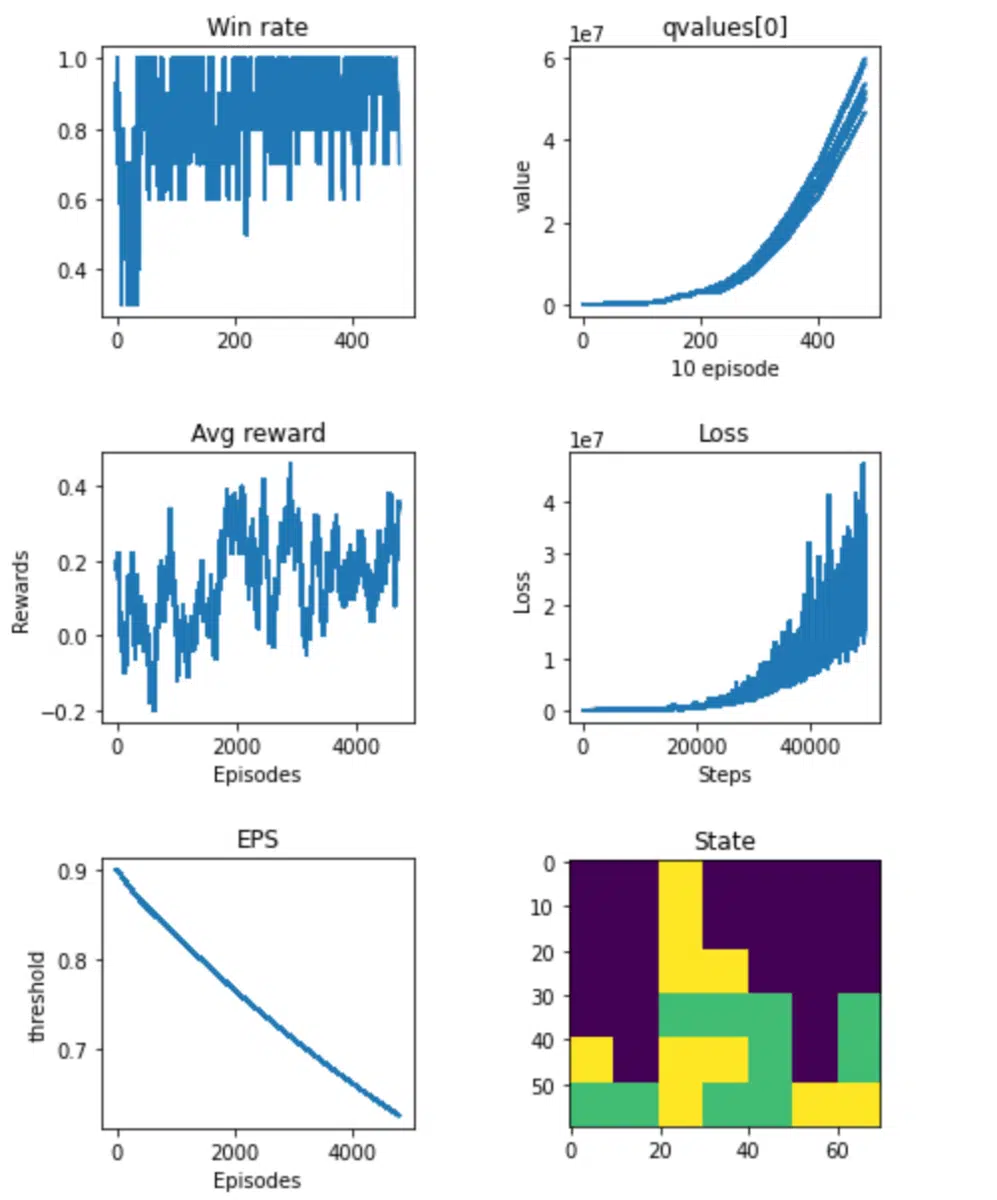 Win rate
1.0
0.8
0.6
0.4
0 200 400
qvalues[0]
1e7
6
4
2
0
value
0 200 400
10 episode
Avg reward
0.4
0.2
0.0
−0.2
Rewards
0 2000 4000
Episodes
Loss
1e7
4
3
2
1
0
Loss
0 20000 40000
Steps
EPS
0.9
0.8
0.7
threshold
0 2000 4000
Episodes
State
0
10
20
30
40
50
0 20 40 60